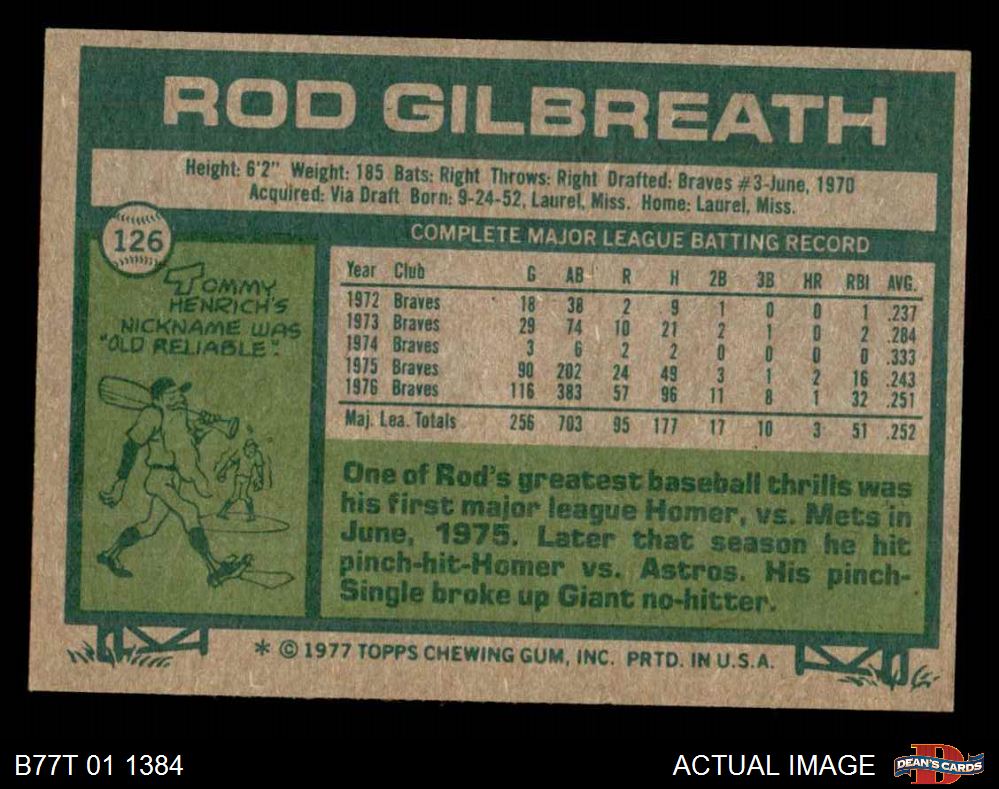 ROD GILBREATH
Height: 6'2" Weight: 185 Bats: Right Throws: Right Drafted: Braves #3-June, 1970
Acquired: Via Draft Born: 9-24-52, Laurel, Miss. Home: Laurel, Miss.
126
TOMMY
HENRICH'S
NICKNAME WAS
"OLD RELIABLE".
COMPLETE MAJOR LEAGUE BATTING RECORD
Year Club G AB R H 2B 3B HR RBI AVG.
1972 Braves 18 38 2 9 1 0 0 1 .237
1973 Braves 29 74 10 21 2 1 0 2 .284
1974 Braves 3 6 2 2 0 0 0 0 .333
1975 Braves 90 202 24 49 3 1 2 16 .243
1976 Braves 116 383 57 96 11 8 1 32 .251
Maj. Lea. Totals 256 703 95 177 17 10 3 51 .252
One of Rod's greatest baseball thrills was
his first major league Homer, vs. Mets in
June, 1975. Later that season he hit
pinch-hit-Homer vs. Astros. His pinch-
Single broke up Giant no-hitter.
* © 1977 TOPPS CHEWING GUM, INC. PRTD. IN U.S.A.
B77T 01 1384
ACTUAL IMAGE
D
DEAN'S CARDS